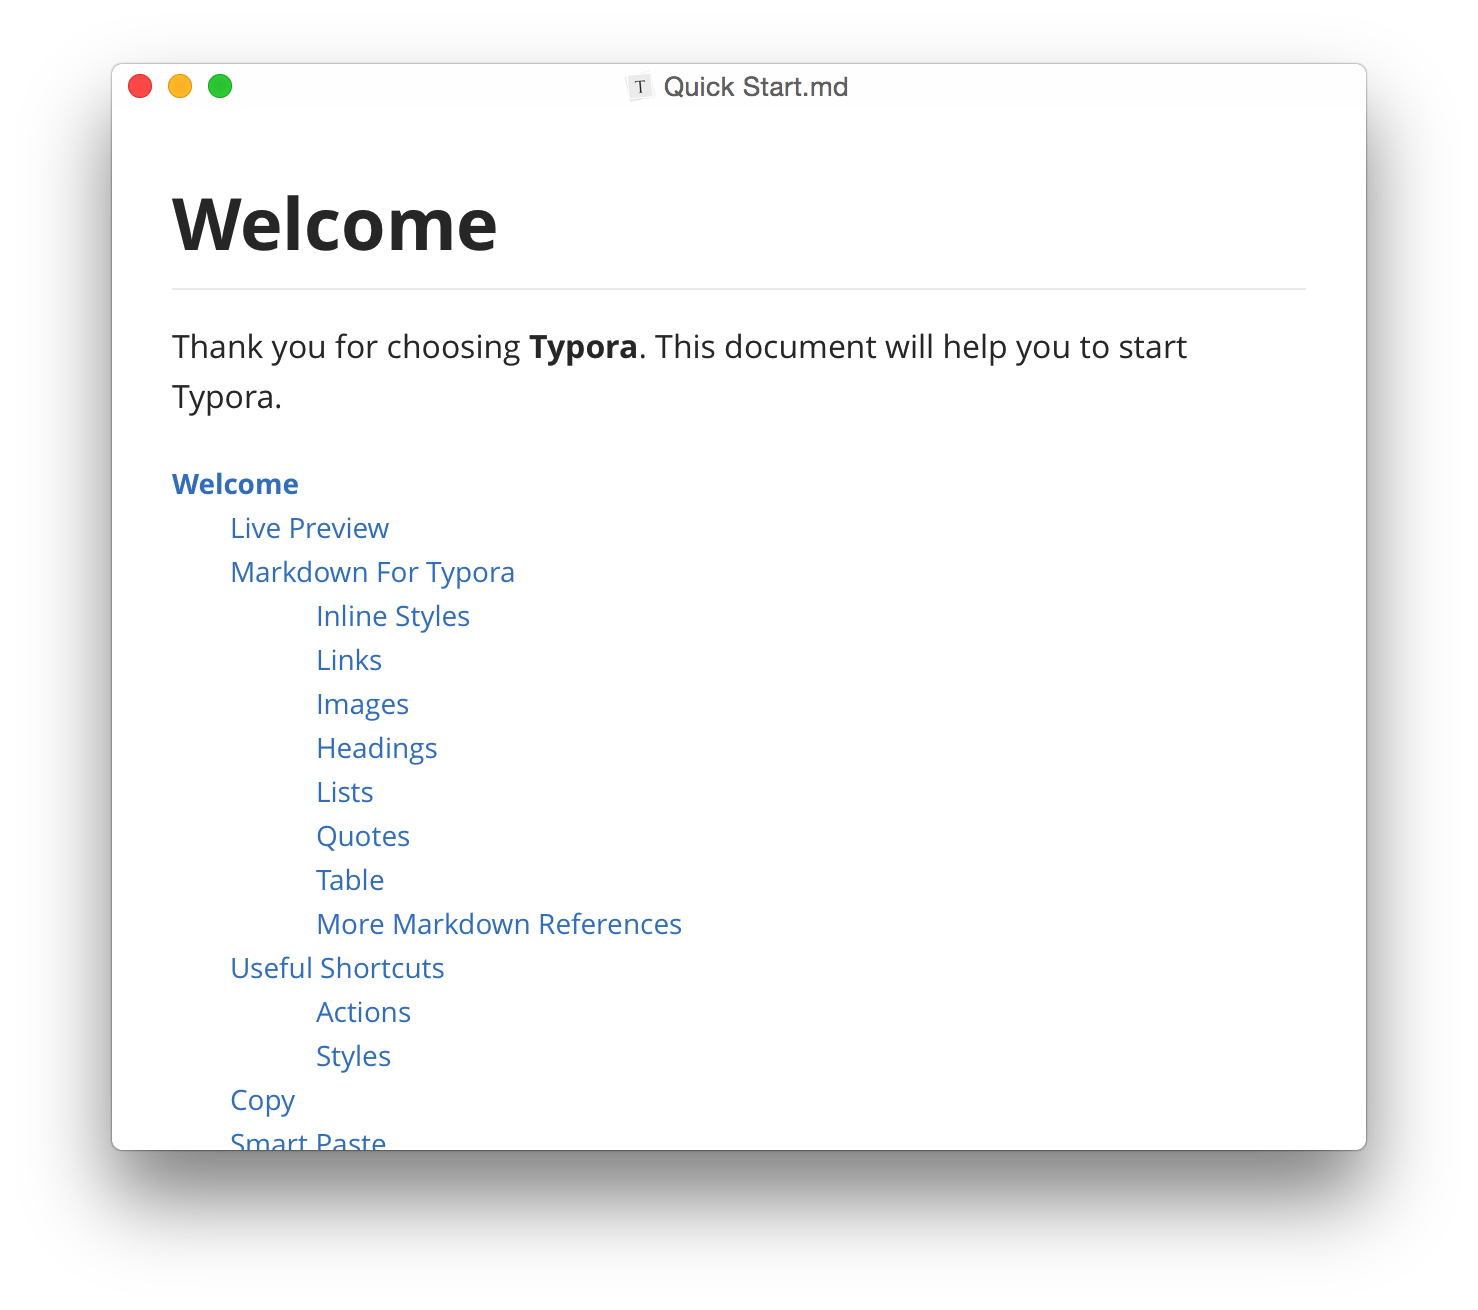 T Quick Start.md
Welcome
Thank you for choosing Typora. This document will help you to start
Typora.
Welcome
Live Preview
Markdown For Typora
Inline Styles
Links
Images
Headings
Lists
Quotes
Table
More Markdown References
Useful Shortcuts
Actions
Styles
Copy
Smart Paste